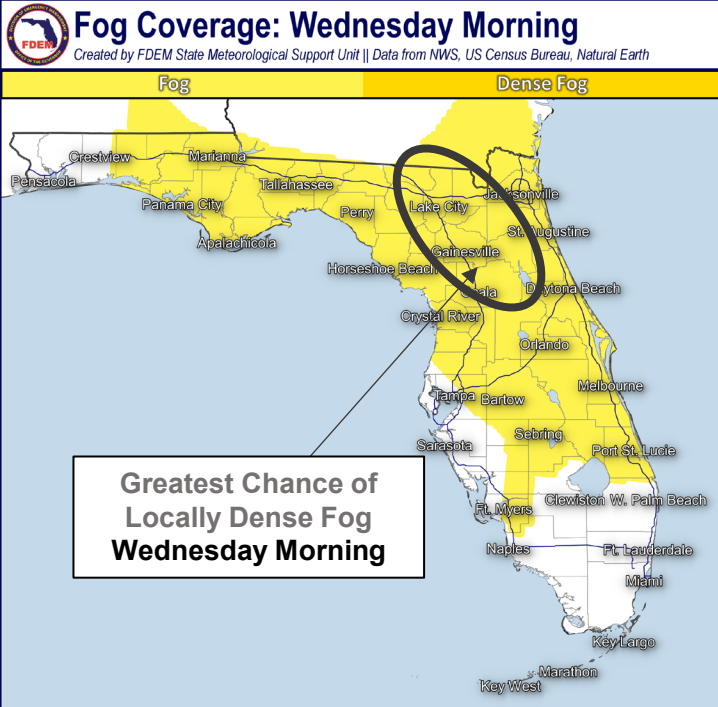 Fog Coverage: Wednesday Morning
Created by FDEM State Meteorological Support Unit || Data from NWS, US Census Bureau, Natural Earth
FDEM
Fog
Dense Fog
Crestview
Marianna
Pensacola
Tallahassee
Jacksonville
Panama City
Perry
Lake City
Apalachicola
St. Augustine
Gainesville
Horseshoe Beach
Ocala
Daytona Beach
Crystal River
Orlando
Melbourne
Tampa
Bartow
Sarasota
Sebring
Port St. Lucie
Greatest Chance of
Locally Dense Fog
Wednesday Morning
Ft. Myers
Clewiston
W. Palm Beach
Naples
Ft. Lauderdale
Miami
Key Largo
Marathon
Key West